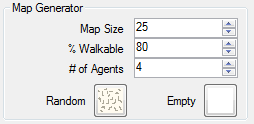 Map Generator
Map Size 25
% Walkable 80
# of Agents 4
Random Empty